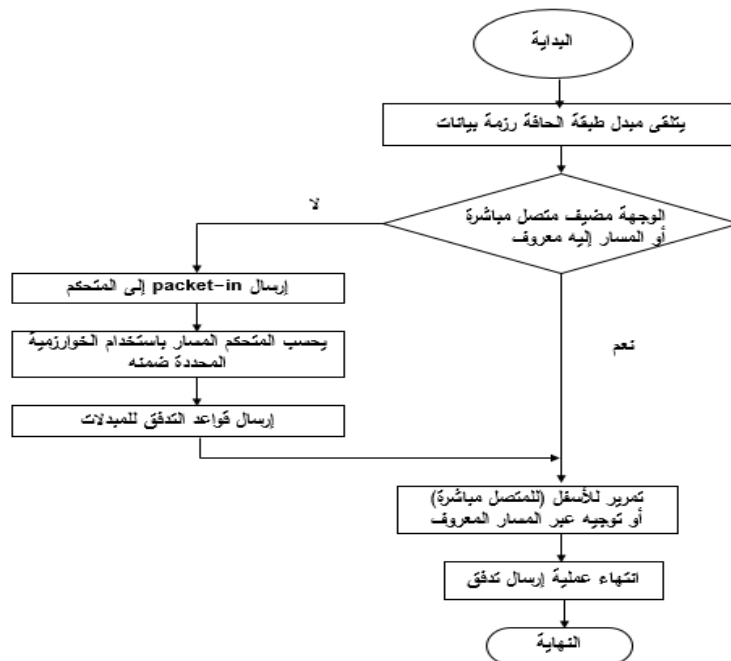 البداية
يتلقى مبدل طبقة الحافة رزمة بيانات
الوجهة مضيف متصل مباشرة
أو المسار إليه معروف
لا
إرسال packet-in إلى المتحكم
يحسب المتحكم المسار باستخدام الخوارزمية
المحددة ضمنه
نعم
إرسال قواعد التدفق للمبدلات
تمرير للأسفل (للمتصل مباشرة)
أو توجيه عبر المسار المعروف
انتهاء عملية إرسال تدفق
النهاية